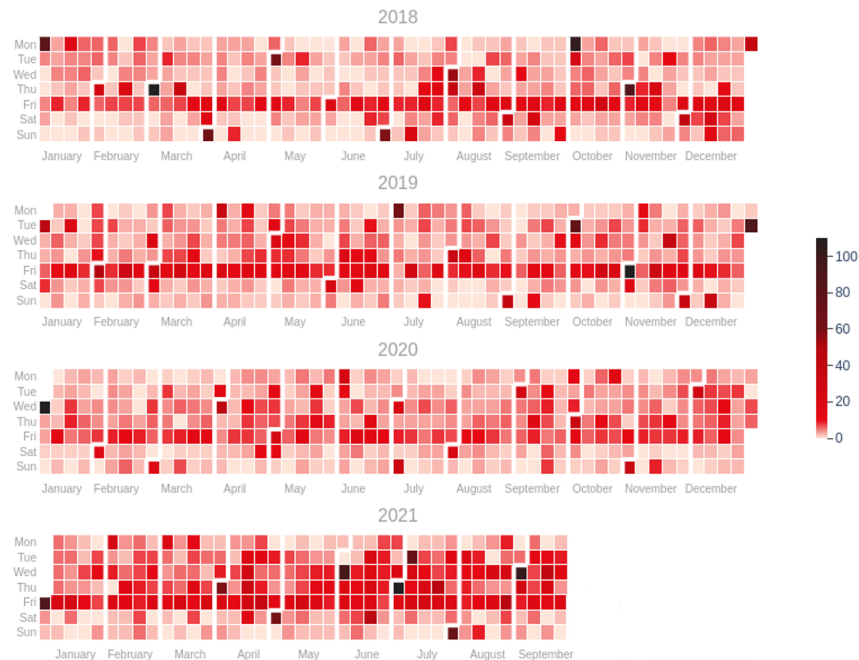 2018
Mon
Tue
Wed
Thu
Fri
Sat
Sun
January February March April May June July August September October November December
2019
Mon
Tue
Wed
Thu
Fri
Sat
Sun
January February March April May June July August September October November December
2020
Mon
Tue
Wed
Thu
Fri
Sat
Sun
January February March April May June July August September October November December
2021
Mon
Tue
Wed
Thu
Fri
Sat
Sun
January February March April May June July August September
100
80
60
40
20
0